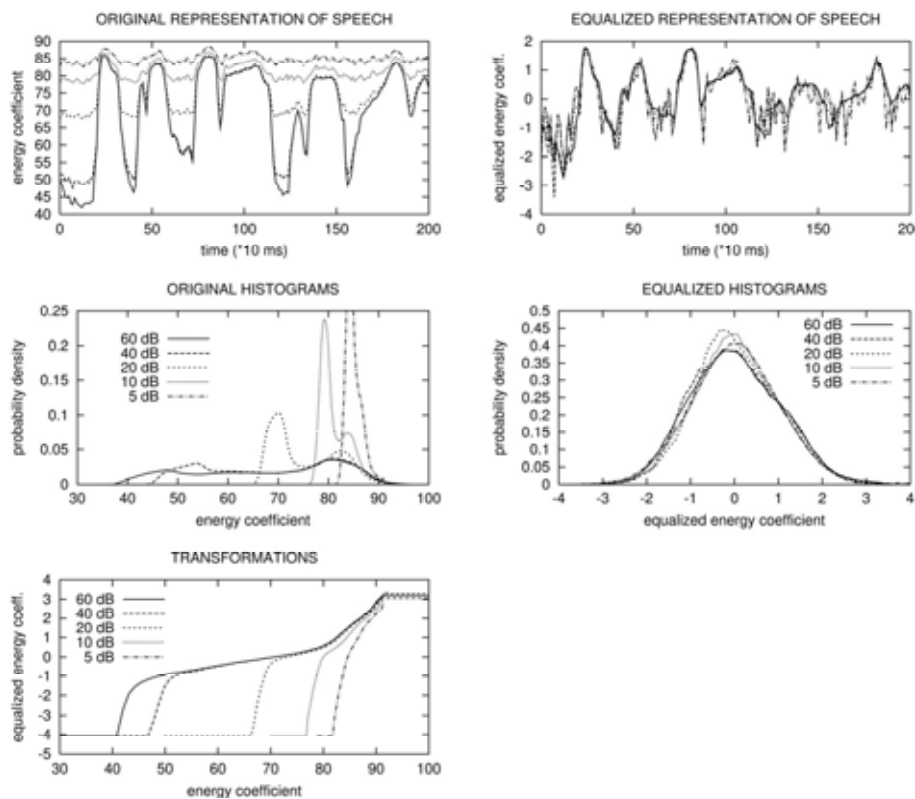 ORIGINAL REPRESENTATION OF SPEECH
energy coefficient
90
85
80
75
70
65
60
55
50
45
40
0 50 100 150 200
time (*10 ms)
EQUALIZED REPRESENTATION OF SPEECH
equalized energy coeff.
2
1
0
-1
-2
-3
-4
0 50 100 150 20
time (*10 ms)
ORIGINAL HISTOGRAMS
probability density
0.25
0.2
0.15
0.1
0.05
0
60 dB
40 dB
20 dB
10 dB
5 dB
30 40 50 60 70 80 90 100
energy coefficient
EQUALIZED HISTOGRAMS
probability density
0.5
0.45
0.4
0.35
0.3
0.25
0.2
0.15
0.1
0.05
0
60 dB
40 dB
20 dB
10 dB
5 dB
-4 -3 -2 -1 0 1 2 3 4
equalized energy coefficient
TRANSFORMATIONS
equalized energy coeff.
4
3
2
1
0
-1
-2
-3
-4
-5
60 dB
40 dB
20 dB
10 dB
5 dB
30 40 50 60 70 80 90 100
energy coefficient